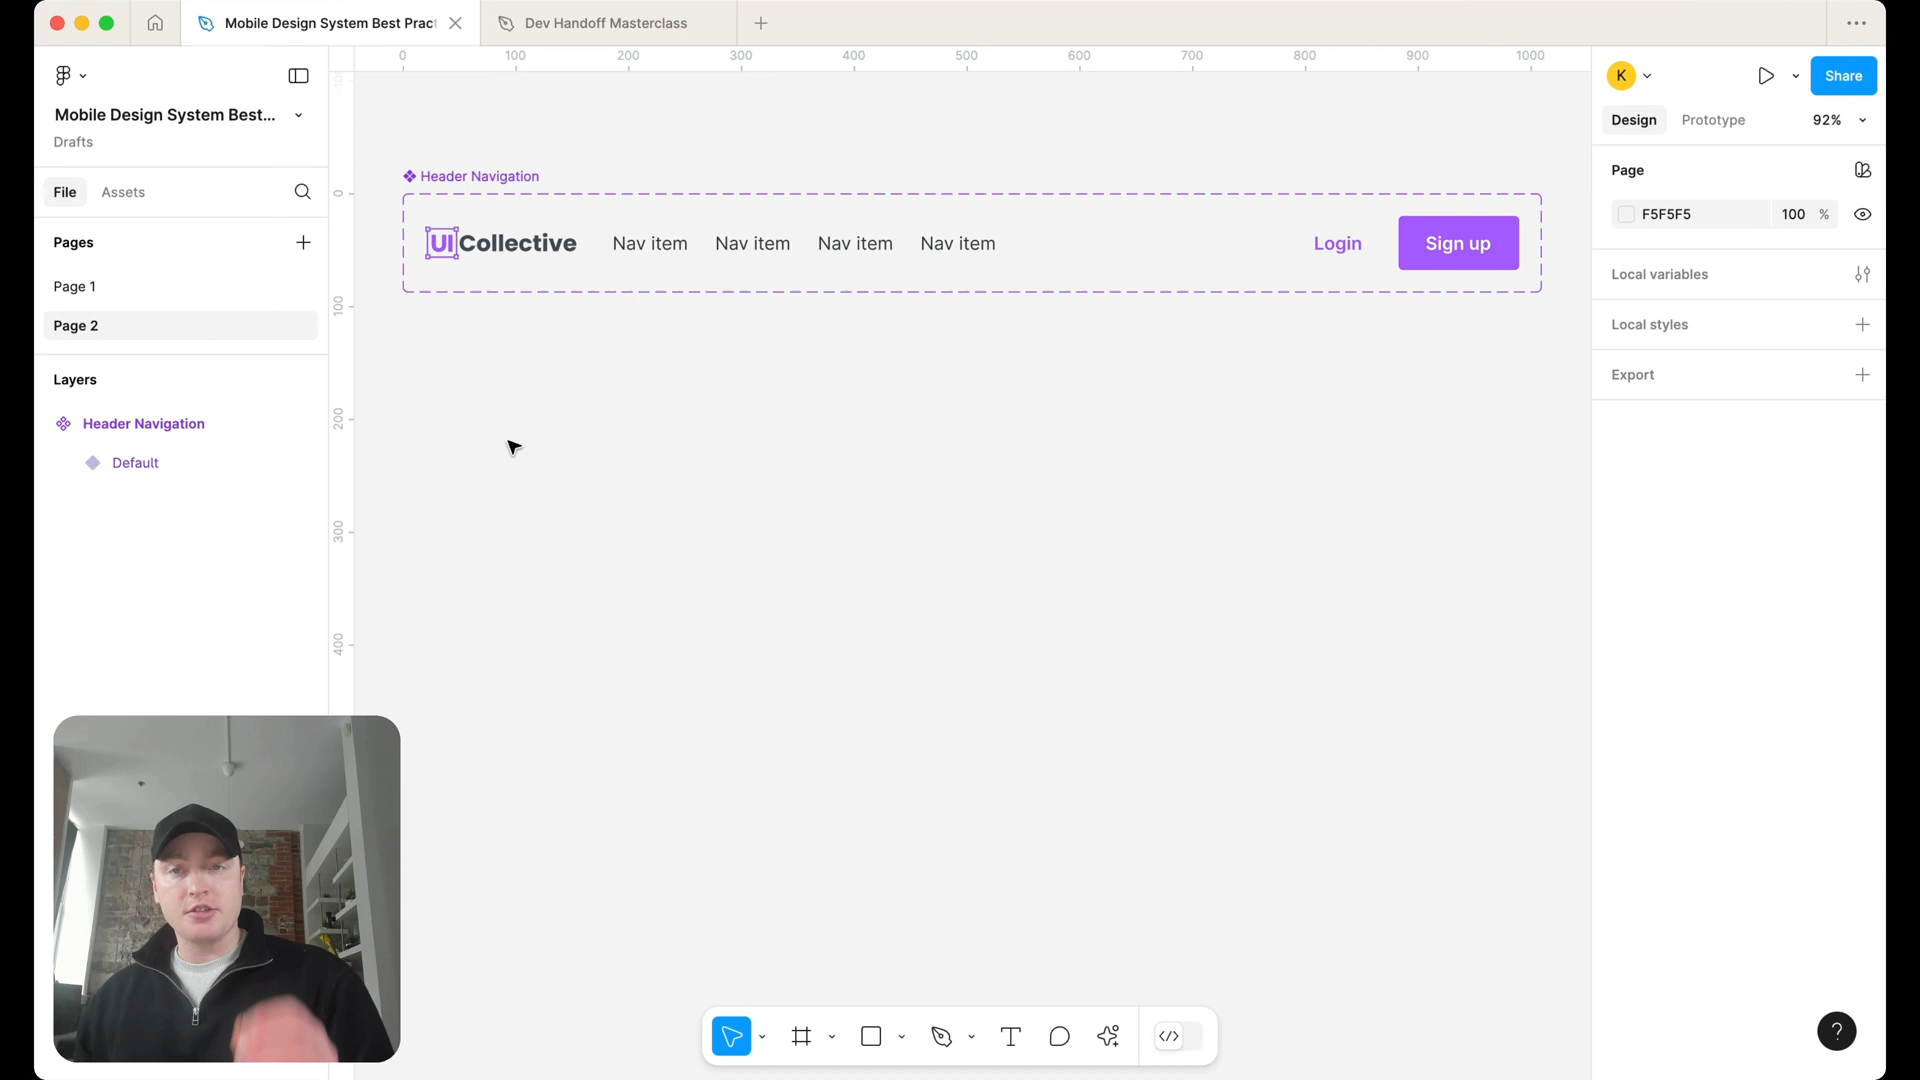 Mobile Design System Best Pract
Dev Handoff Masterclass
Mobile Design System Best...
Drafts
File
Assets
Pages
Page 1
Page 2
Layers
Header Navigation
Default
0 100 200 300 400 500 600 700 800 900 1000
0
100
200
300
400
Header Navigation
UICollective
Nav item
Nav item
Nav item
Nav item
Login
Sign up
K
Share
Design
Prototype
92%
Page
F5F5F5
100 %
Local variables
Local styles
Export
?